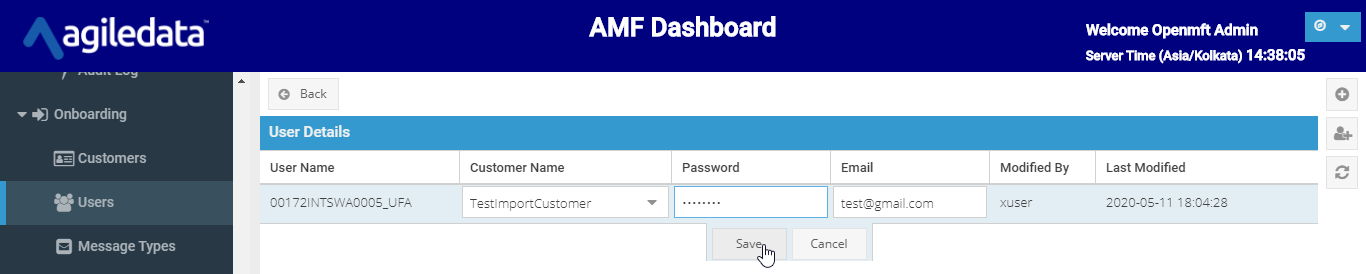 agiledata™
AMF Dashboard
Welcome Openmft Admin
Server Time (Asia/Kolkata) 14:38:05
Audit Log
Onboarding
Customers
Users
Message Types
Back
User Details
User Name Customer Name Password Email Modified By Last Modified
00172INTSWA0005_UFA TestImportCustomer ········ test@gmail.com xuser 2020-05-11 18:04:28
Save Cancel